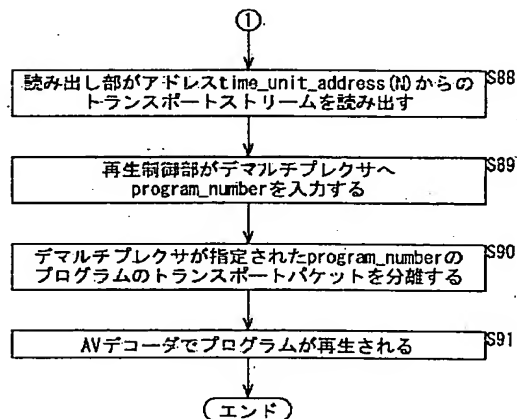 ①
S88
読み出し部がアドレスtime_unit_address(N)からの
トランスポートストリームを読み出す
S89
再生制御部がデマルチプレクサへ
program_numberを入力する
S90
デマルチプレクサが指定されたprogram_numberの
プログラムのトランスポートパケットを分離する
S91
AVデコーダでプログラムが再生される
エンド